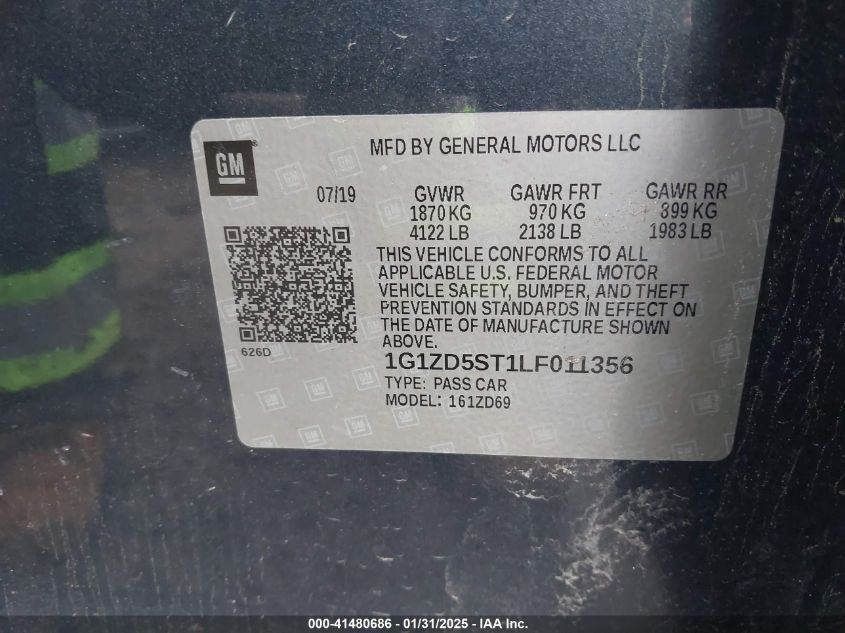 GM
MFD BY GENERAL MOTORS LLC
07/19 GVWR GAWR FRT GAWR RR
1870 KG 970 KG 899 KG
4122 LB 2138 LB 1983 LB
THIS VEHICLE CONFORMS TO ALL
APPLICABLE U.S. FEDERAL MOTOR
VEHICLE SAFETY, BUMPER, AND THEFT
PREVENTION STANDARDS IN EFFECT ON
THE DATE OF MANUFACTURE SHOWN
ABOVE.
626D
1G1ZD5ST1LF011356
TYPE: PASS CAR
MODEL: 161ZD69
000-41480686 - 01/31/2025 - IAA Inc.